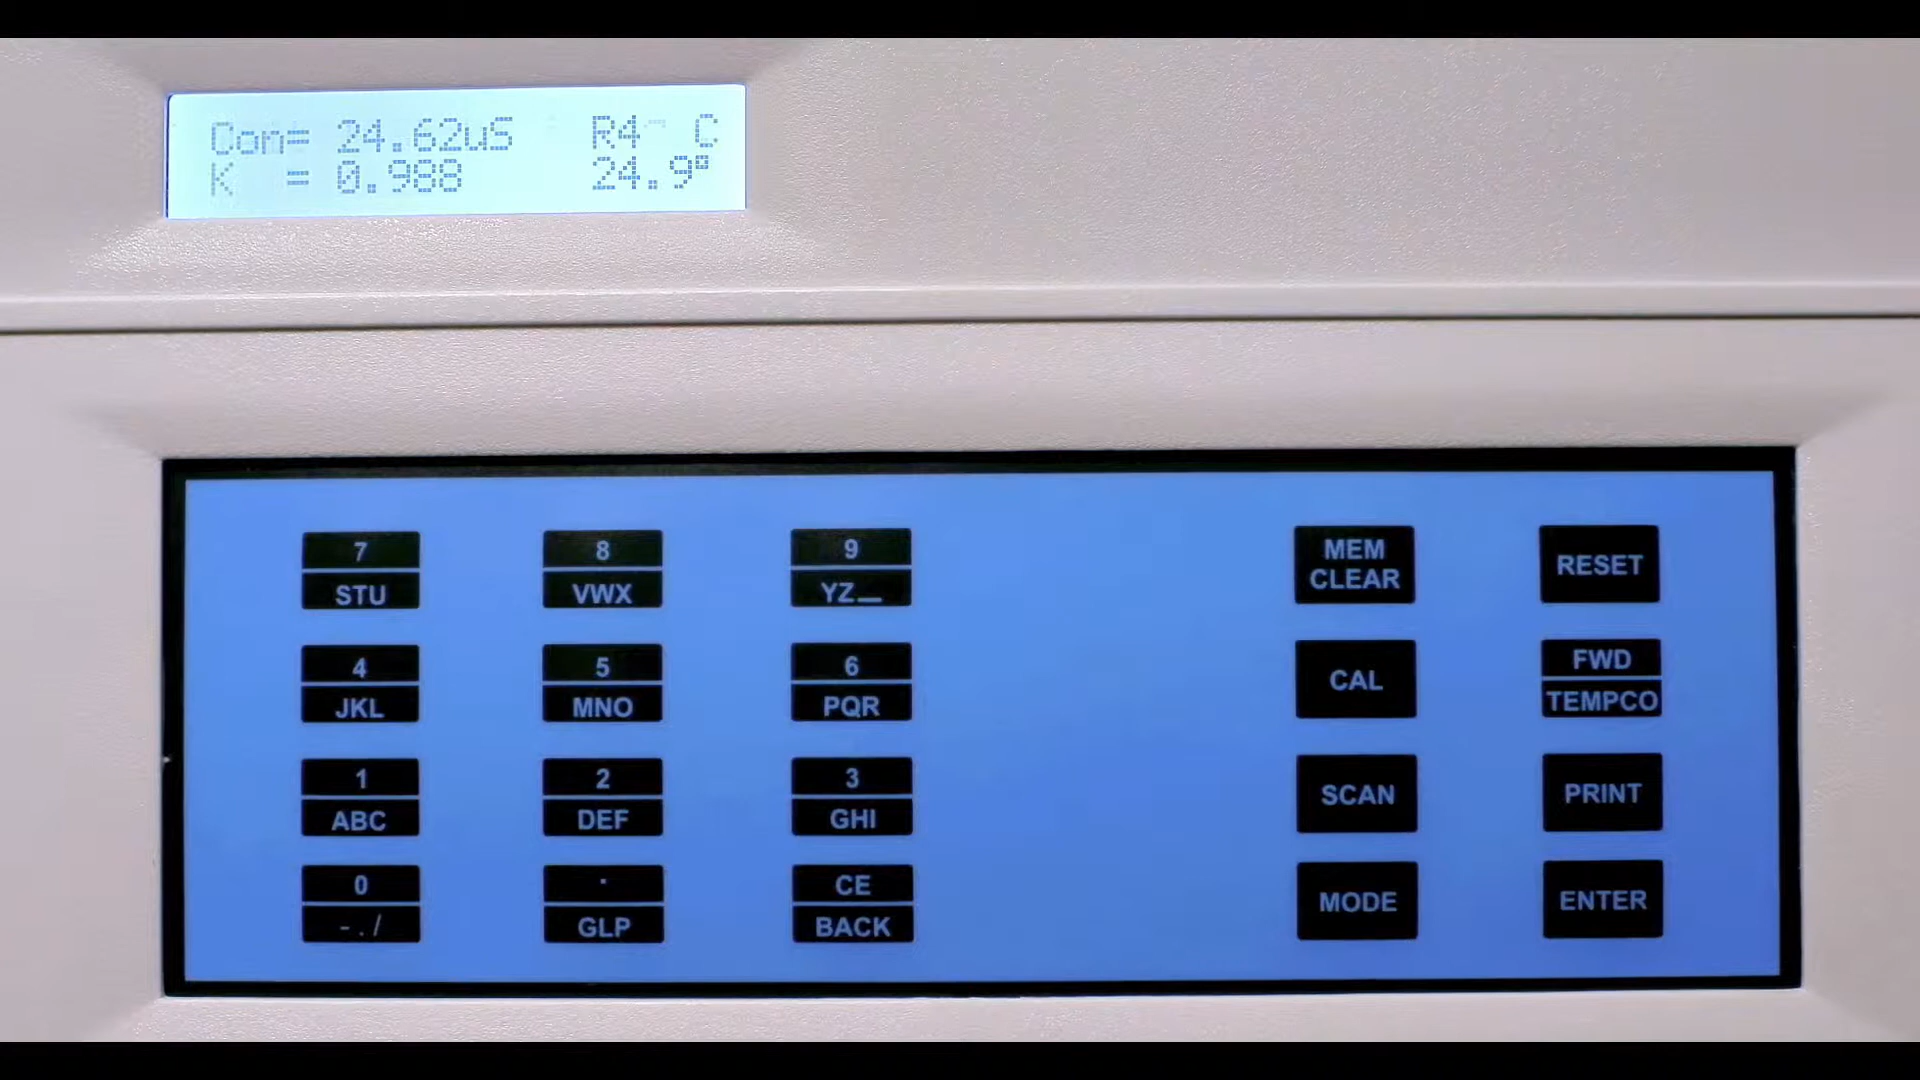 Con= 24.62uS R4 C
K = 0.988 24.9°
7
STU
8
VWX
9
YZ_
MEM
CLEAR
RESET
4
JKL
5
MNO
6
PQR
CAL
FWD
TEMPCO
1
ABC
2
DEF
3
GHI
SCAN
PRINT
0
- . /
.
GLP
CE
BACK
MODE
ENTER